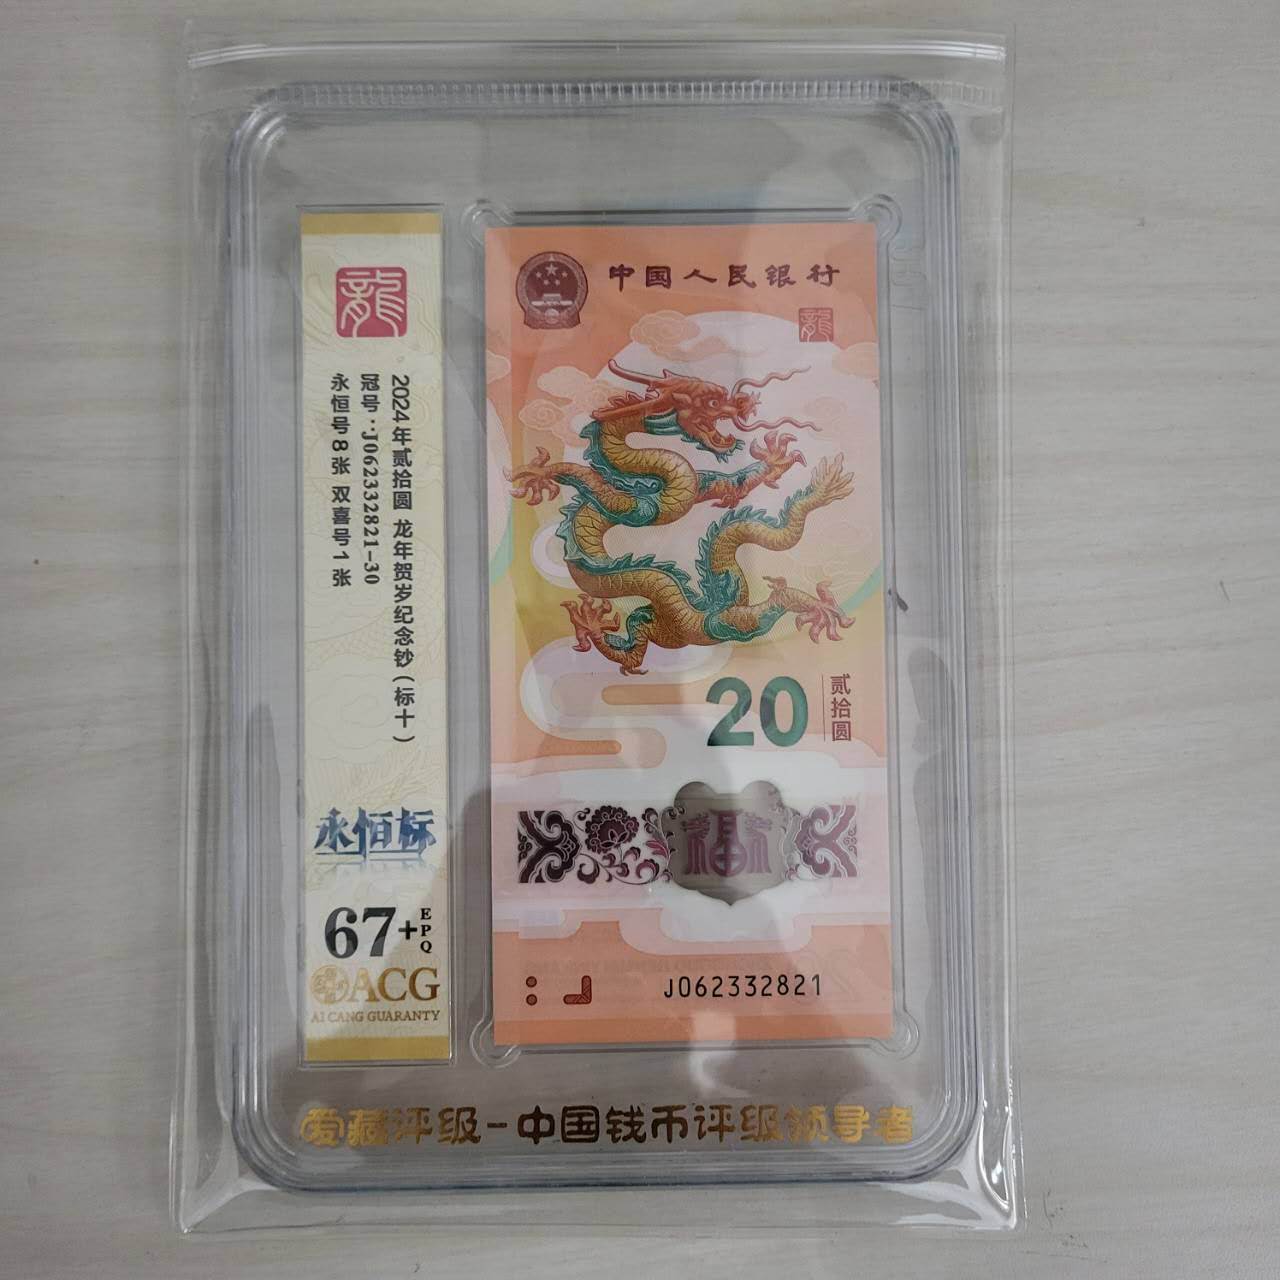 龍
2024年贰拾圆 龙年贺岁纪念钞（标十）
冠号：J062332821-30
永恒号8张 双喜号1张
永恒标
67+EPQ
ACG
AI CANG GUARANTY
中国人民银行
龍
20
贰拾圆
福
J062332821
爱藏评级-中国钱币评级领导者